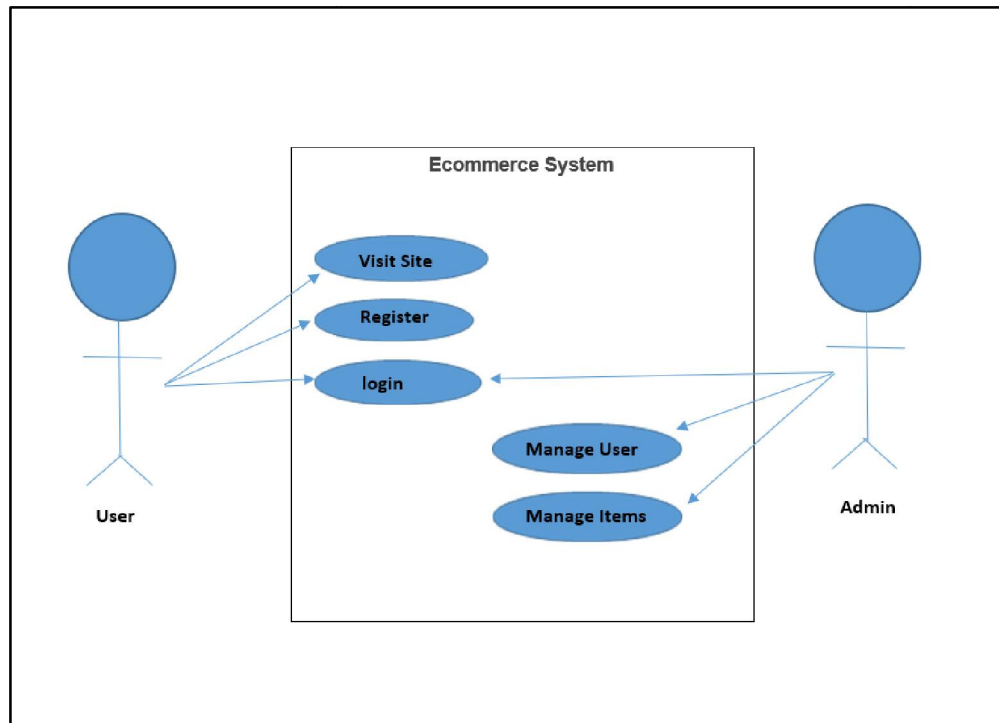 Ecommerce System
Visit Site
Register
login
Manage User
Manage Items
User
Admin